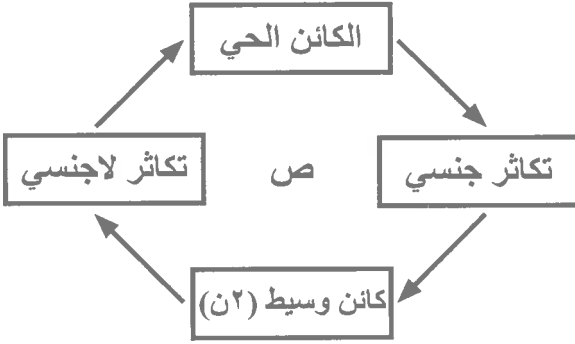 الكائن الحي
تكاثر جنسي
ص
تكاثر لاجنسي
كائن وسيط (٢ن)